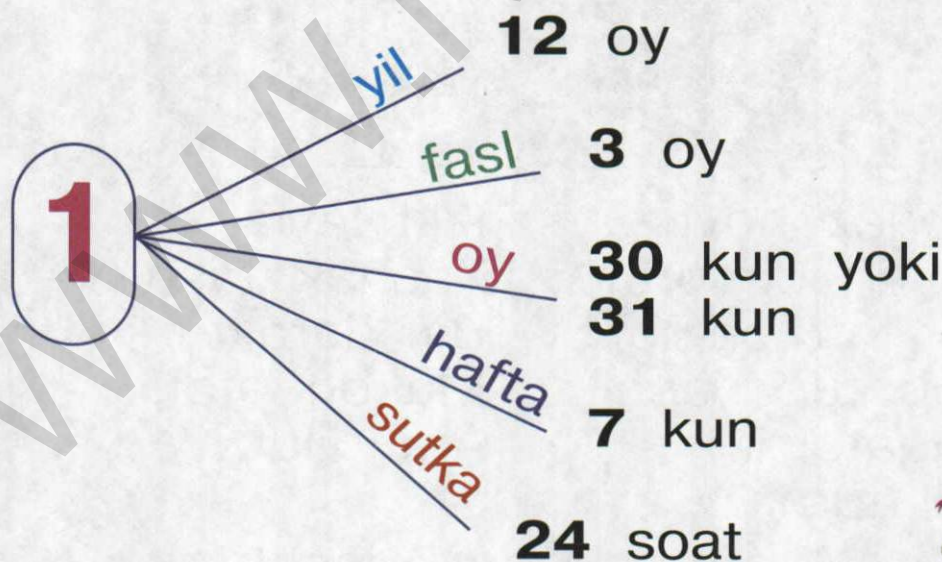 1
yil 12 oy
fasl 3 oy
oy 30 kun yoki
31 kun
hafta 7 kun
sutka 24 soat
www.